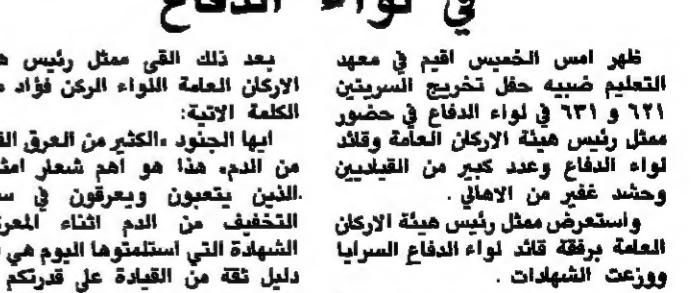 في لواء الدفاع
ظهر امس الخميس اقيم في معهد
التعليم ضبيه حفل تخريج السريتين
٦٢١ و ٦٣١ في لواء الدفاع في حضور
ممثل رئيس هيئة الاركان العامة وقائد
لواء الدفاع وعدد كبير من القياديين
وحشد غفير من الاهالي .
واستعرض ممثل رئيس هيئة الاركان
العامة برفقة قائد لواء الدفاع السرايا
ووزعت الشهادات .
بعد ذلك القى ممثل رئيس
الاركان العامة اللواء الركن فؤاد
الكلمة الاتية:
ايها الجنود «الكثير من العرق
من الدم» هذا هو اهم شعار
الذين يتعبون ويعرقون في
التخفيف من الدم اثناء
الشهادة التي استلمتوها اليوم هي
دليل ثقة من القيادة على قدرتكم